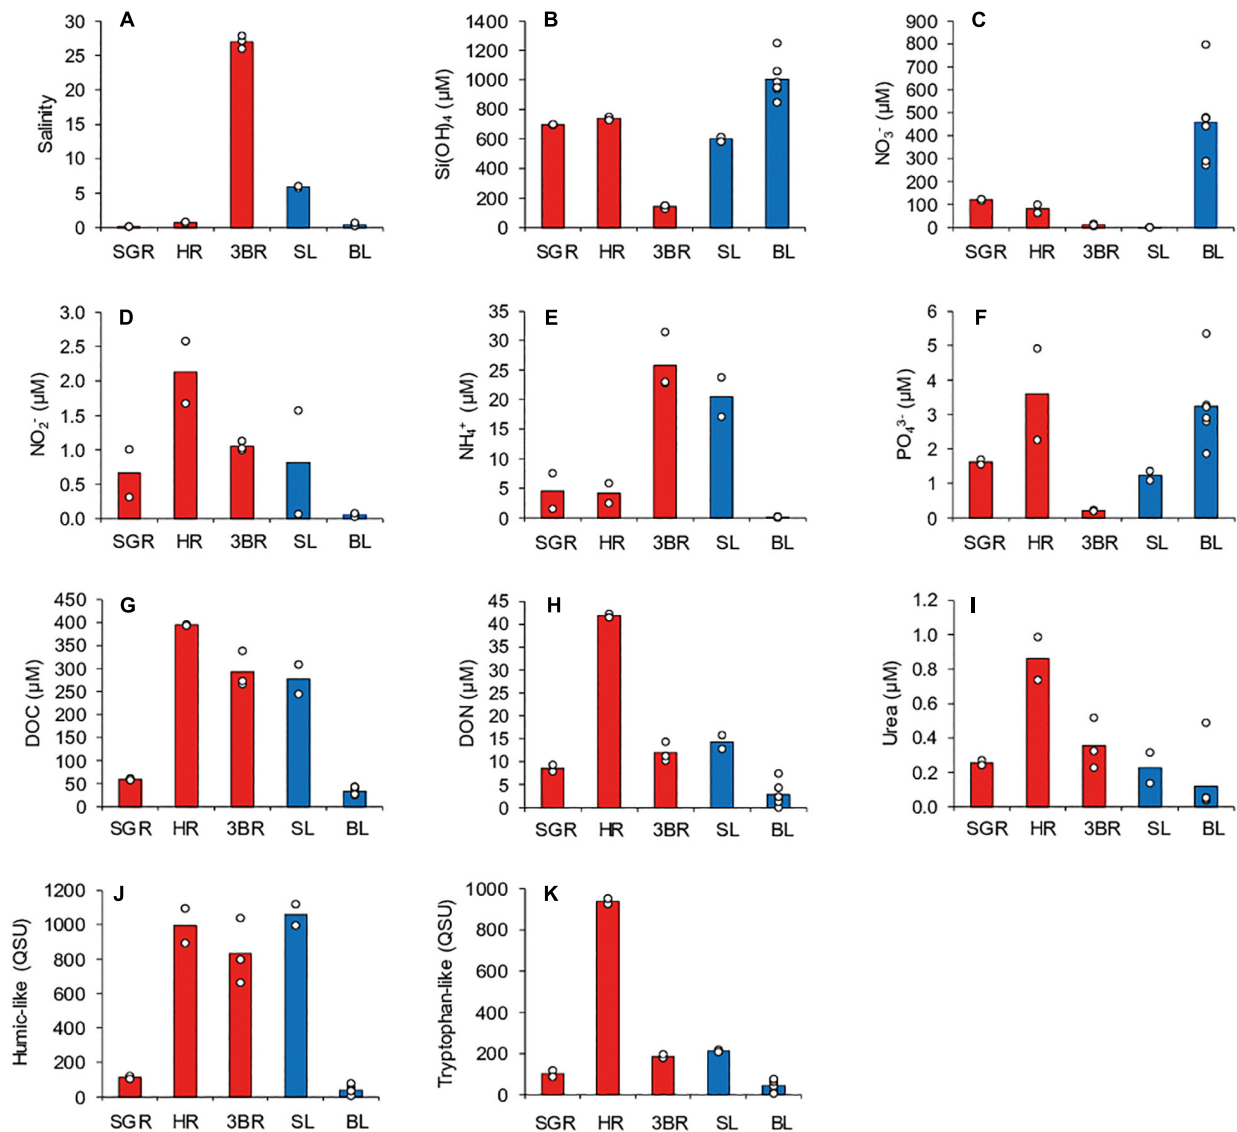 A
Salinity
30
25
20
15
10
5
0
SGR HR 3BR SL BL
B
Si(OH)4 (µM)
1400
1200
1000
800
600
400
200
0
SGR HR 3BR SL BL
C
NO3- (µM)
900
800
700
600
500
400
300
200
100
0
SGR HR 3BR SL BL
D
NO2- (µM)
3.0
2.5
2.0
1.5
1.0
0.5
0.0
SGR HR 3BR SL BL
E
NH4+ (µM)
35
30
25
20
15
10
5
0
SGR HR 3BR SL BL
F
PO43- (µM)
6
5
4
3
2
1
0
SGR HR 3BR SL BL
G
DOC (µM)
450
400
350
300
250
200
150
100
50
0
SGR HR 3BR SL BL
H
DON (µM)
45
40
35
30
25
20
15
10
5
0
SGR HR 3BR SL BL
I
Urea (µM)
1.2
1.0
0.8
0.6
0.4
0.2
0.0
SGR HR 3BR SL BL
J
Humic-like (QSU)
1200
1000
800
600
400
200
0
SGR HR 3BR SL BL
K
Tryptophan-like (QSU)
1000
800
600
400
200
0
SGR HR 3BR SL BL